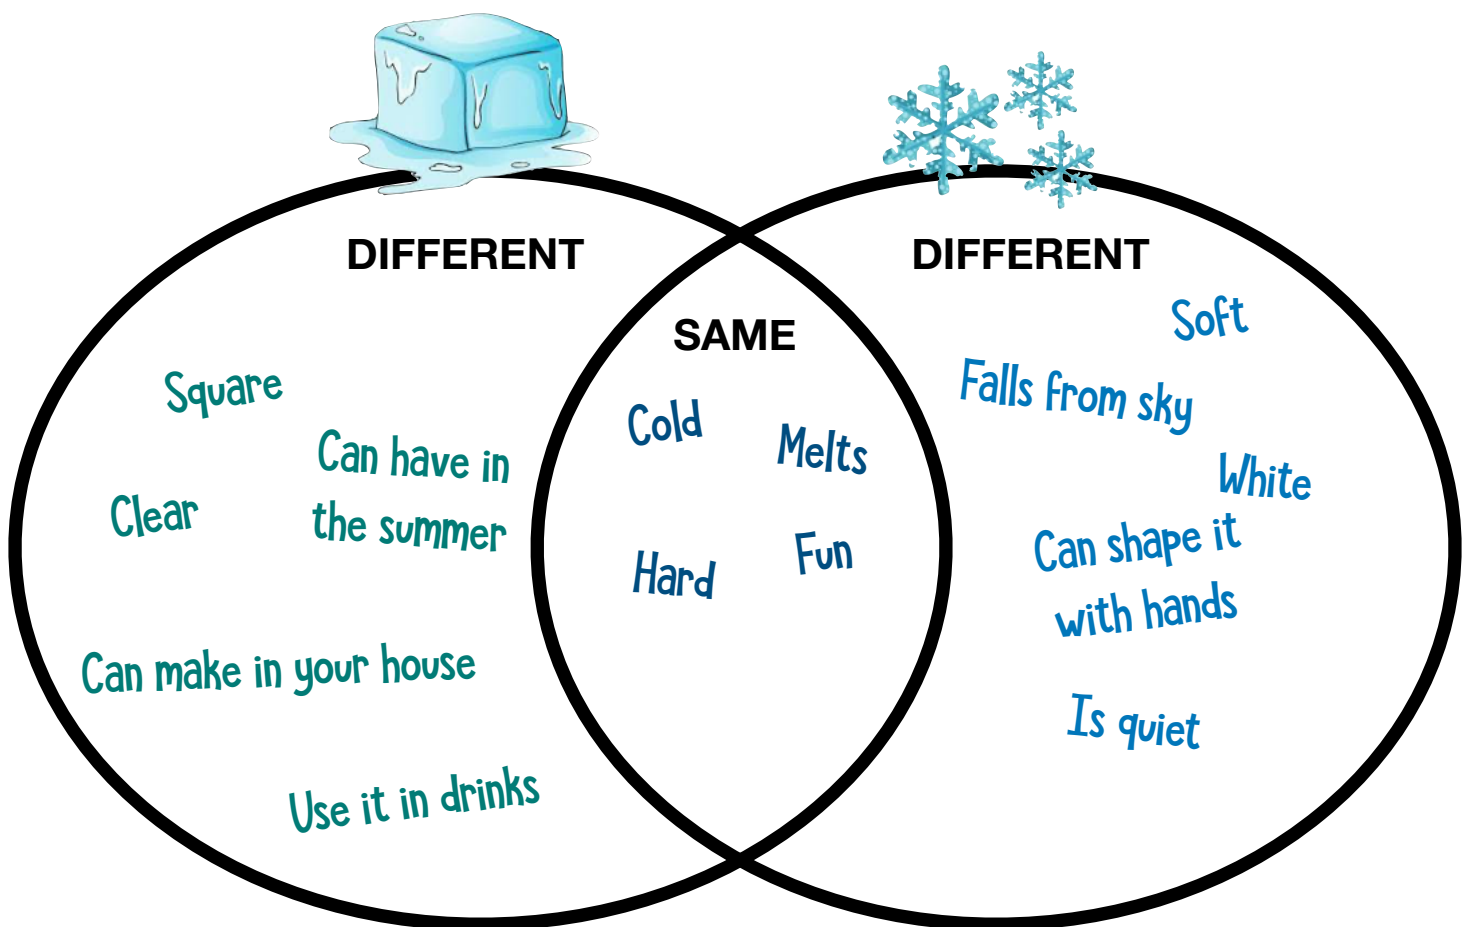 DIFFERENT
Square
Can have in
the summer
Clear
Can make in your house
Use it in drinks
SAME
Cold
Melts
Hard
Fun
DIFFERENT
Soft
Falls from sky
White
Can shape it
with hands
Is quiet